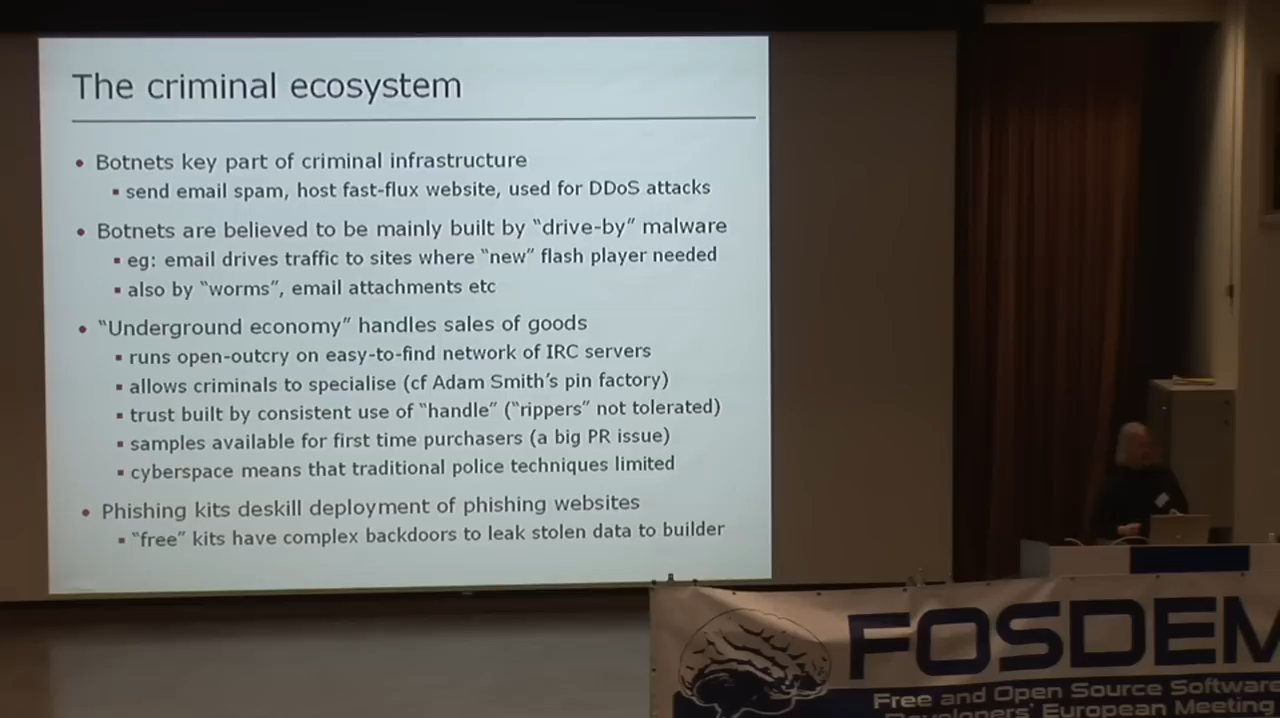 The criminal ecosystem
• Botnets key part of criminal infrastructure
▪ send email spam, host fast-flux website, used for DDoS attacks
• Botnets are believed to be mainly built by “drive-by” malware
▪ eg: email drives traffic to sites where “new” flash player needed
▪ also by “worms”, email attachments etc
• “Underground economy” handles sales of goods
▪ runs open-outcry on easy-to-find network of IRC servers
▪ allows criminals to specialise (cf Adam Smith’s pin factory)
▪ trust built by consistent use of “handle” (“rippers” not tolerated)
▪ samples available for first time purchasers (a big PR issue)
▪ cyberspace means that traditional police techniques limited
• Phishing kits deskill deployment of phishing websites
▪ “free” kits have complex backdoors to leak stolen data to builder
FOSDEM
Free and Open Source Software
Developers’ European Meeting